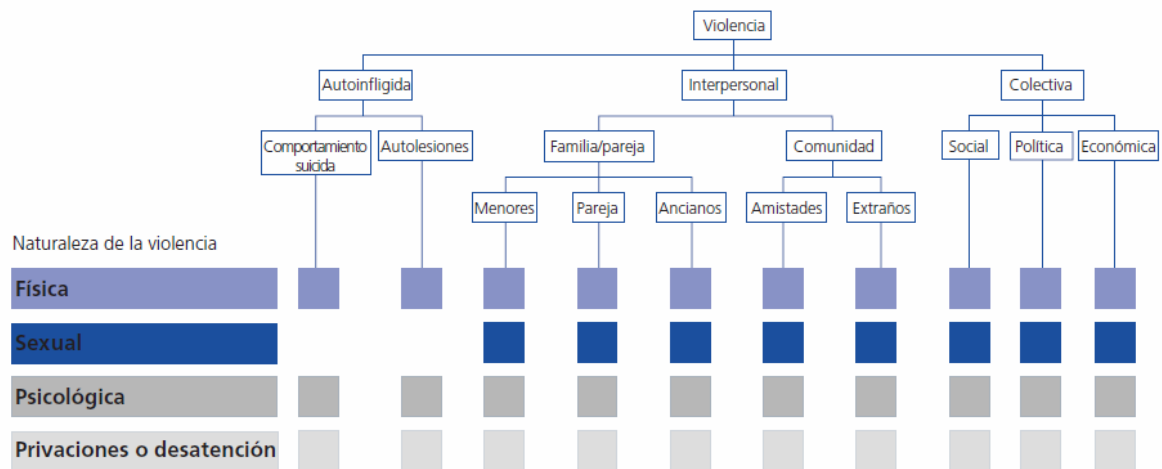 Violencia
Autoinfligida
Interpersonal
Colectiva
Comportamiento
suicida
Autolesiones
Familia/pareja
Comunidad
Social
Política
Económica
Menores
Pareja
Ancianos
Amistades
Extraños
Naturaleza de la violencia
Física
Sexual
Psicológica
Privaciones o desatención